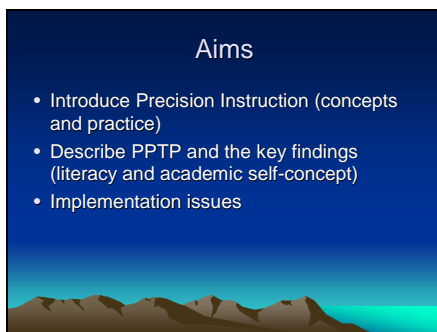 Aims
• Introduce Precision Instruction (concepts
and practice)
• Describe PPTP and the key findings
(literacy and academic self-concept)
• Implementation issues